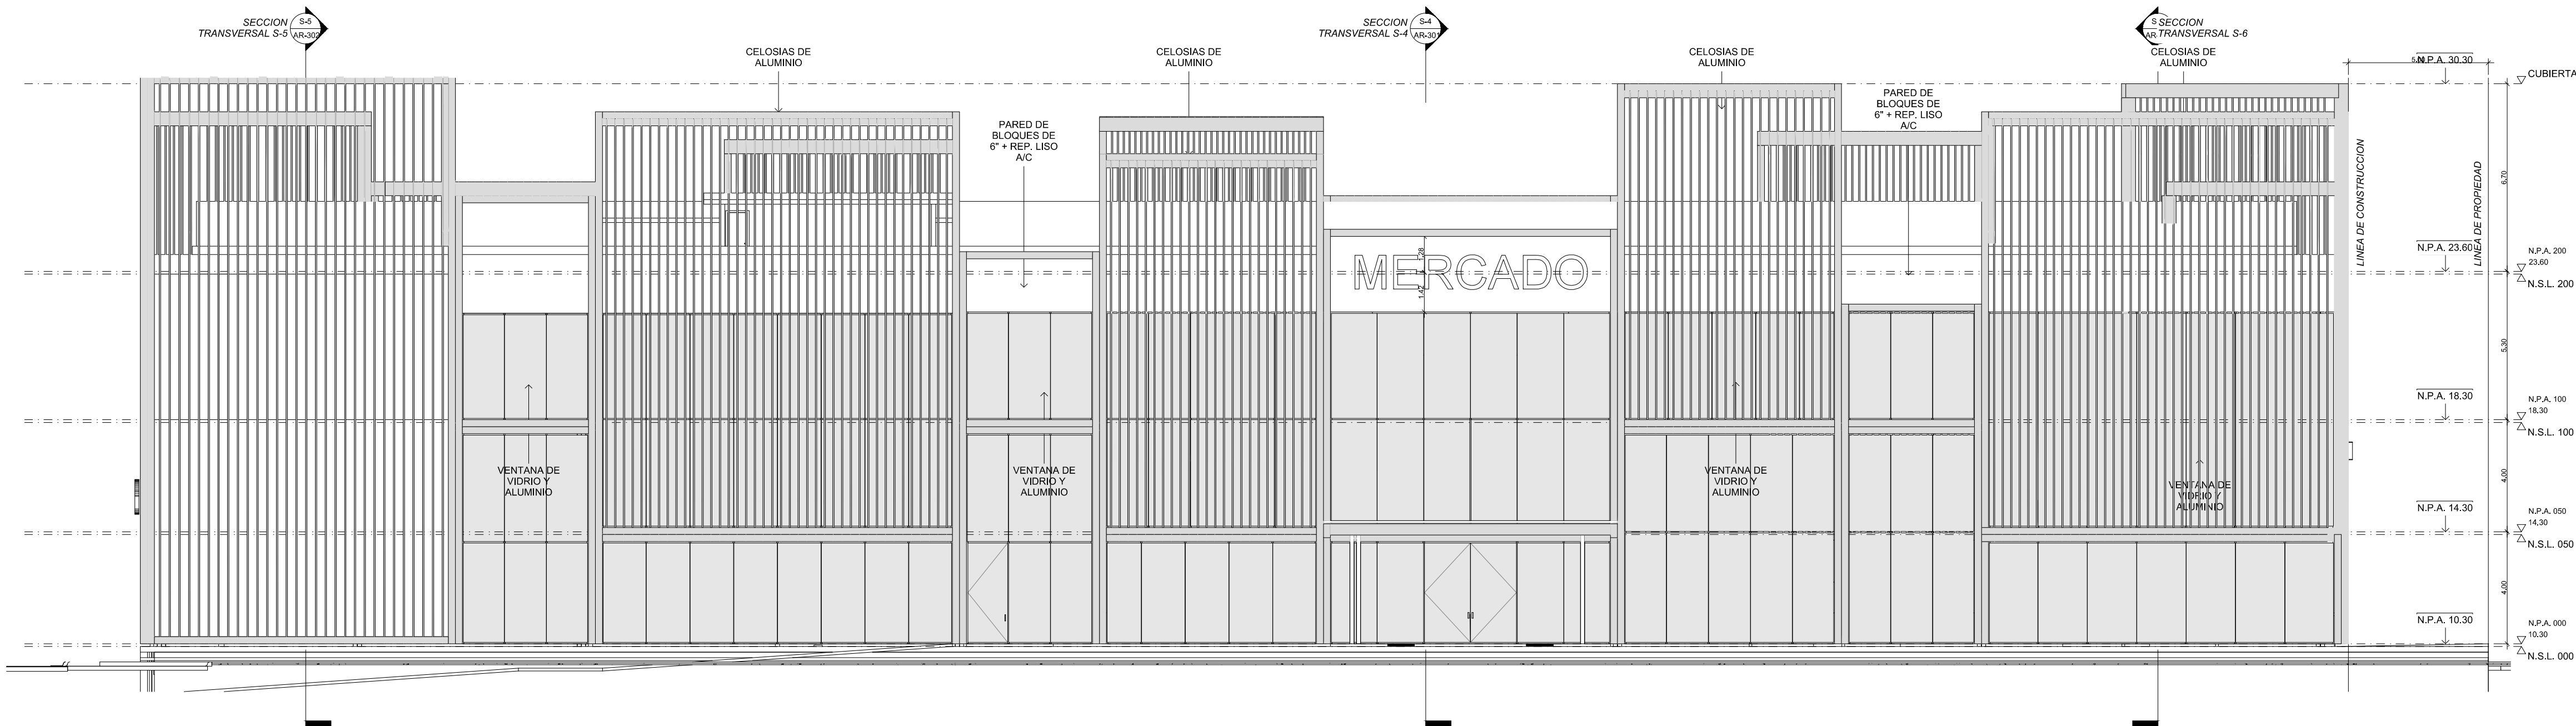 SECCION
TRANSVERSAL S-5
S-5
AR-302
SECCION
TRANSVERSAL S-4
S-4
AR-301
S
AR
SECCION
TRANSVERSAL S-6
CELOSIAS DE
ALUMINIO
CELOSIAS DE
ALUMINIO
CELOSIAS DE
ALUMINIO
CELOSIAS DE
ALUMINIO
N.P.A. 30.30
CUBIERTA
PARED DE
BLOQUES DE
6" + REP. LISO
A/C
PARED DE
BLOQUES DE
6" + REP. LISO
A/C
LINEA DE CONSTRUCCION
LINEA DE PROPIEDAD
6,70
MERCADO
1.28
1.42
N.P.A. 23.60
N.P.A. 200
23,60
N.S.L. 200
5,30
N.P.A. 18.30
N.P.A. 100
18.30
N.S.L. 100
4,00
VENTANA DE
VIDRIO Y
ALUMINIO
VENTANA DE
VIDRIO Y
ALUMINIO
VENTANA DE
VIDRIO Y
ALUMINIO
VENTANA DE
VIDRIO Y
ALUMINIO
N.P.A. 14.30
N.P.A. 050
14,30
N.S.L. 050
4,00
N.P.A. 10.30
N.P.A. 000
10.30
N.S.L. 000